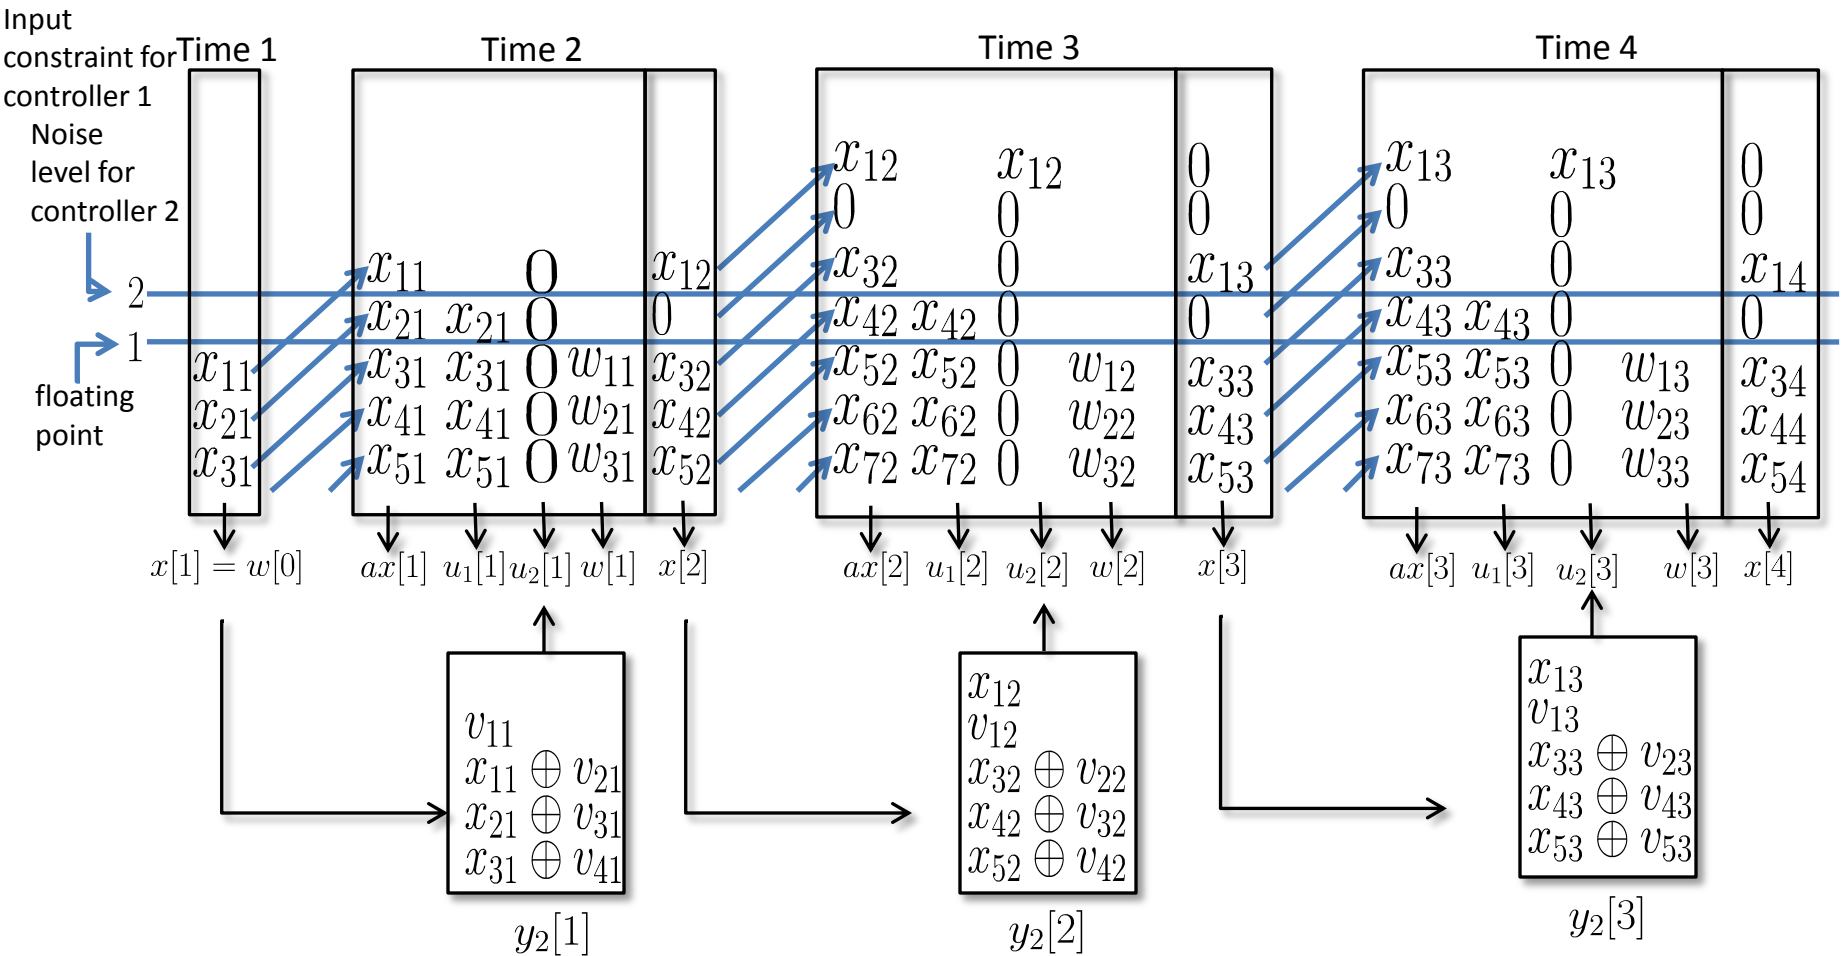 Input
constraint for
controller 1
Noise
level for
controller 2
2
1
floating
point
Time 1
x₁₁
x₂₁
x₃₁
x[1] = w[0]
Time 2
x₁₁ 0 x₁₂
x₂₁ x₂₁ 0 0
x₃₁ x₃₁ 0 w₁₁ x₃₂
x₄₁ x₄₁ 0 w₂₁ x₄₂
x₅₁ x₅₁ 0 w₃₁ x₅₂
ax[1] u₁[1] u₂[1] w[1] x[2]
Time 3
x₁₂ x₁₂ 0
0 0 0
x₃₂ 0 x₁₃
x₄₂ x₄₂ 0 0
x₅₂ x₅₂ 0 w₁₂ x₃₃
x₆₂ x₆₂ 0 w₂₂ x₄₃
x₇₂ x₇₂ 0 w₃₂ x₅₃
ax[2] u₁[2] u₂[2] w[2] x[3]
Time 4
x₁₃ x₁₃ 0
0 0 0
x₃₃ 0 x₁₄
x₄₃ x₄₃ 0 0
x₅₃ x₅₃ 0 w₁₃ x₃₄
x₆₃ x₆₃ 0 w₂₃ x₄₄
x₇₃ x₇₃ 0 w₃₃ x₅₄
ax[3] u₁[3] u₂[3] w[3] x[4]
v₁₁
x₁₁ ⊕ v₂₁
x₂₁ ⊕ v₃₁
x₃₁ ⊕ v₄₁
y₂[1]
x₁₂
v₁₂
x₃₂ ⊕ v₂₂
x₄₂ ⊕ v₃₂
x₅₂ ⊕ v₄₂
y₂[2]
x₁₃
v₁₃
x₃₃ ⊕ v₂₃
x₄₃ ⊕ v₄₃
x₅₃ ⊕ v₅₃
y₂[3]